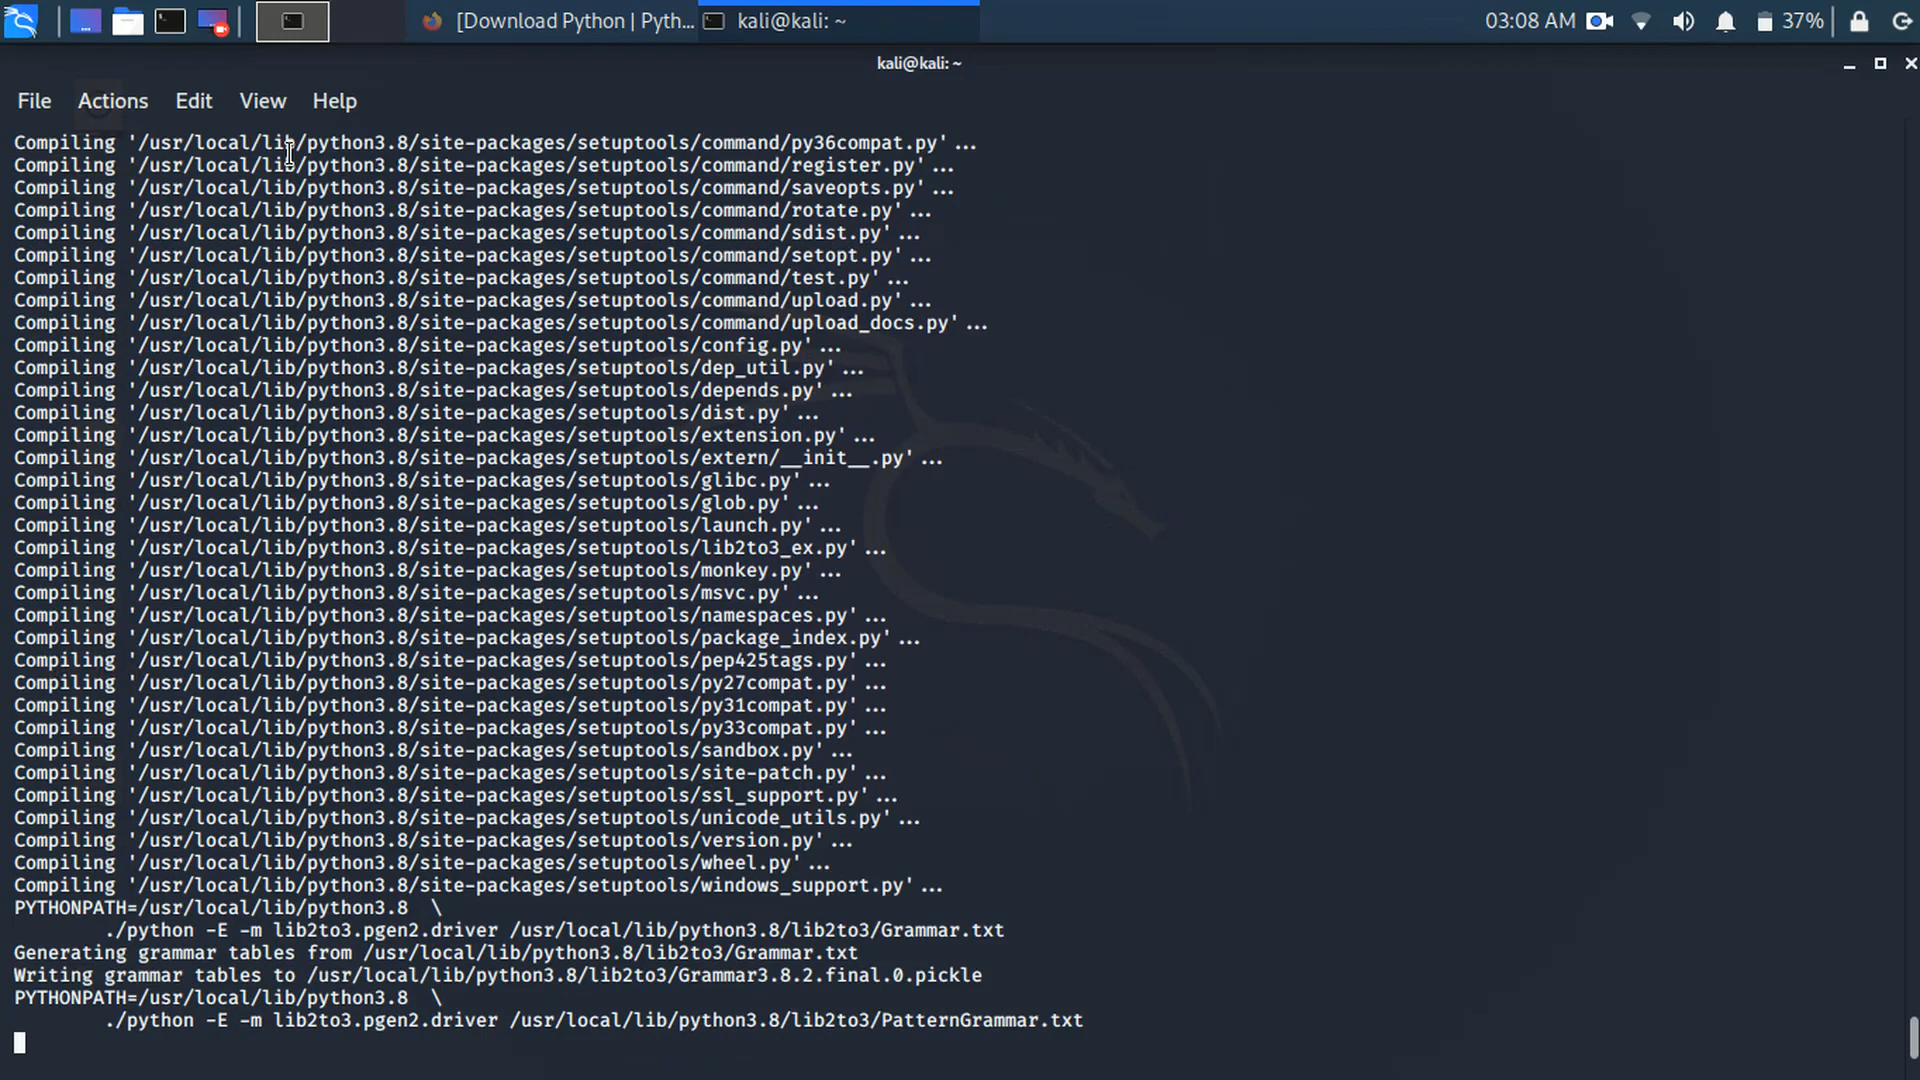 [Download Python | Pyth...
kali@kali: ~
03:08 AM
37%
kali@kali: ~
File Actions Edit View Help
Compiling '/usr/local/lib/python3.8/site-packages/setuptools/command/py36compat.py' ...
Compiling '/usr/local/lib/python3.8/site-packages/setuptools/command/register.py' ...
Compiling '/usr/local/lib/python3.8/site-packages/setuptools/command/saveopts.py' ...
Compiling '/usr/local/lib/python3.8/site-packages/setuptools/command/rotate.py' ...
Compiling '/usr/local/lib/python3.8/site-packages/setuptools/command/sdist.py' ...
Compiling '/usr/local/lib/python3.8/site-packages/setuptools/command/setopt.py' ...
Compiling '/usr/local/lib/python3.8/site-packages/setuptools/command/test.py' ...
Compiling '/usr/local/lib/python3.8/site-packages/setuptools/command/upload.py' ...
Compiling '/usr/local/lib/python3.8/site-packages/setuptools/command/upload_docs.py' ...
Compiling '/usr/local/lib/python3.8/site-packages/setuptools/config.py' ...
Compiling '/usr/local/lib/python3.8/site-packages/setuptools/dep_util.py' ...
Compiling '/usr/local/lib/python3.8/site-packages/setuptools/depends.py' ...
Compiling '/usr/local/lib/python3.8/site-packages/setuptools/dist.py' ...
Compiling '/usr/local/lib/python3.8/site-packages/setuptools/extension.py' ...
Compiling '/usr/local/lib/python3.8/site-packages/setuptools/extern/__init__.py' ...
Compiling '/usr/local/lib/python3.8/site-packages/setuptools/glibc.py' ...
Compiling '/usr/local/lib/python3.8/site-packages/setuptools/glob.py' ...
Compiling '/usr/local/lib/python3.8/site-packages/setuptools/launch.py' ...
Compiling '/usr/local/lib/python3.8/site-packages/setuptools/lib2to3_ex.py' ...
Compiling '/usr/local/lib/python3.8/site-packages/setuptools/monkey.py' ...
Compiling '/usr/local/lib/python3.8/site-packages/setuptools/msvc.py' ...
Compiling '/usr/local/lib/python3.8/site-packages/setuptools/namespaces.py' ...
Compiling '/usr/local/lib/python3.8/site-packages/setuptools/package_index.py' ...
Compiling '/usr/local/lib/python3.8/site-packages/setuptools/pep425tags.py' ...
Compiling '/usr/local/lib/python3.8/site-packages/setuptools/py27compat.py' ...
Compiling '/usr/local/lib/python3.8/site-packages/setuptools/py31compat.py' ...
Compiling '/usr/local/lib/python3.8/site-packages/setuptools/py33compat.py' ...
Compiling '/usr/local/lib/python3.8/site-packages/setuptools/sandbox.py' ...
Compiling '/usr/local/lib/python3.8/site-packages/setuptools/site-patch.py' ...
Compiling '/usr/local/lib/python3.8/site-packages/setuptools/ssl_support.py' ...
Compiling '/usr/local/lib/python3.8/site-packages/setuptools/unicode_utils.py' ...
Compiling '/usr/local/lib/python3.8/site-packages/setuptools/version.py' ...
Compiling '/usr/local/lib/python3.8/site-packages/setuptools/wheel.py' ...
Compiling '/usr/local/lib/python3.8/site-packages/setuptools/windows_support.py' ...
PYTHONPATH=/usr/local/lib/python3.8  \
./python -E -m lib2to3.pgen2.driver /usr/local/lib/python3.8/lib2to3/Grammar.txt
Generating grammar tables from /usr/local/lib/python3.8/lib2to3/Grammar.txt
Writing grammar tables to /usr/local/lib/python3.8/lib2to3/Grammar3.8.2.final.0.pickle
PYTHONPATH=/usr/local/lib/python3.8  \
./python -E -m lib2to3.pgen2.driver /usr/local/lib/python3.8/lib2to3/PatternGrammar.txt